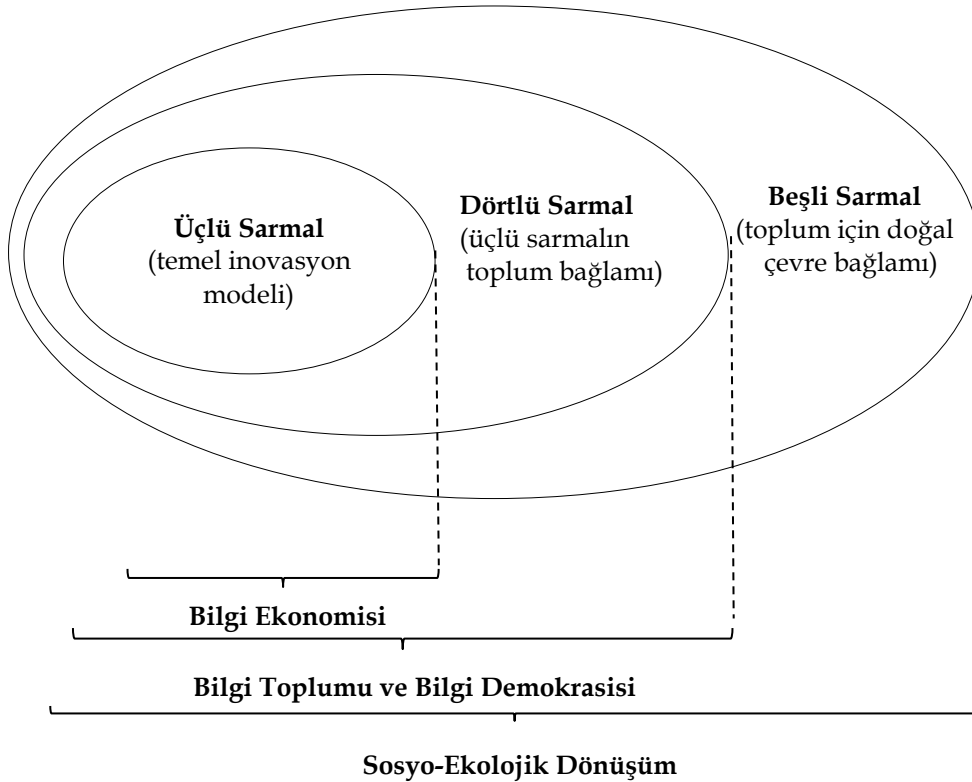 Üçlü Sarmal
(temel inovasyon
modeli)
Dörtlü Sarmal
(üçlü sarmalın
toplum bağlamı)
Beşli Sarmal
(toplum için doğal
çevre bağlamı)
Bilgi Ekonomisi
Bilgi Toplumu ve Bilgi Demokrasisi
Sosyo-Ekolojik Dönüşüm